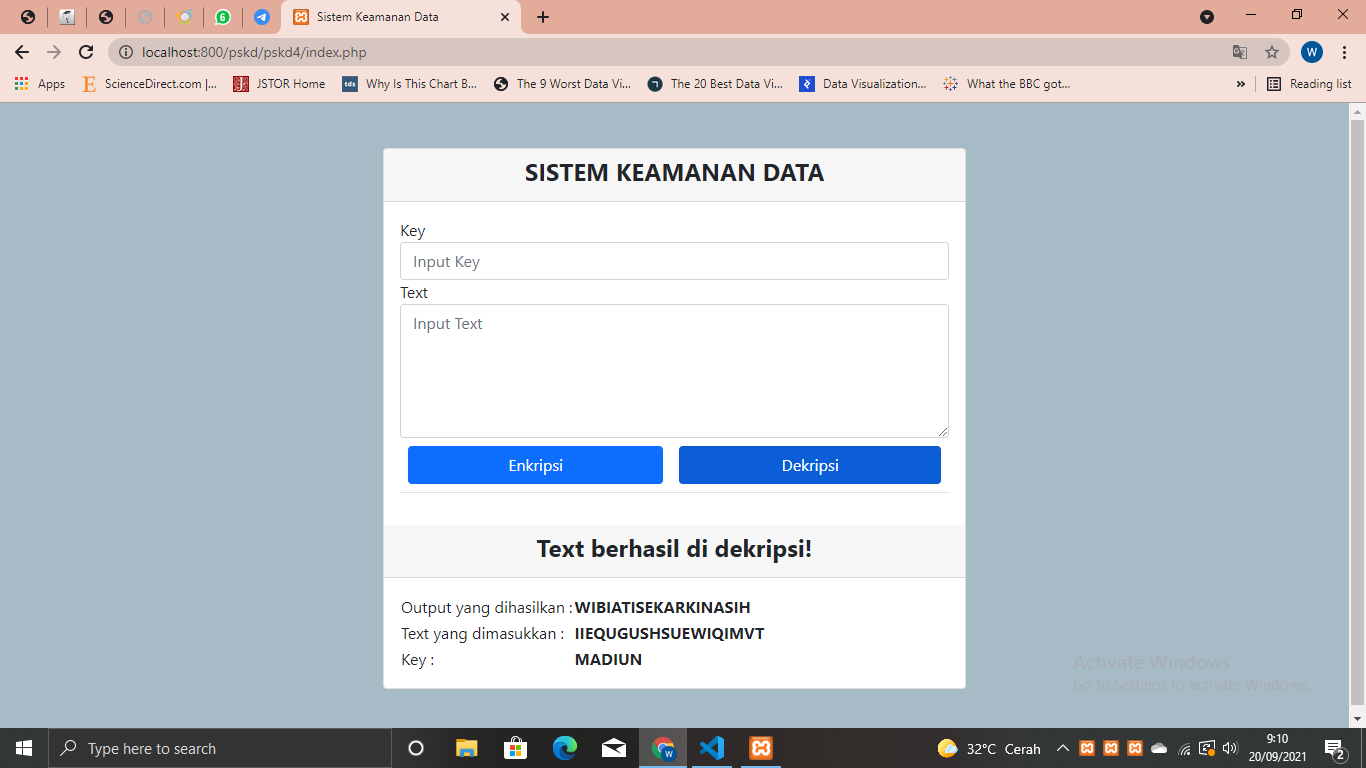 6
Sistem Keamanan Data
localhost:800/pskd/pskd4/index.php
W
Apps
E ScienceDirect.com |...
JSTOR Home
tds Why Is This Chart B...
The 9 Worst Data Vi...
The 20 Best Data Vi...
Data Visualization...
What the BBC got...
»
Reading list
SISTEM KEAMANAN DATA
Key
Input Key
Text
Input Text
Enkripsi
Dekripsi
Text berhasil di dekripsi!
Output yang dihasilkan : WIBIATISEKARKINASIH
Text yang dimasukkan : IIEQUGUSHSUEWIQIMVT
Key : MADIUN
Activate Windows
Go to Settings to activate Windows.
Type here to search
W
32°C Cerah
9:10
20/09/2021
2